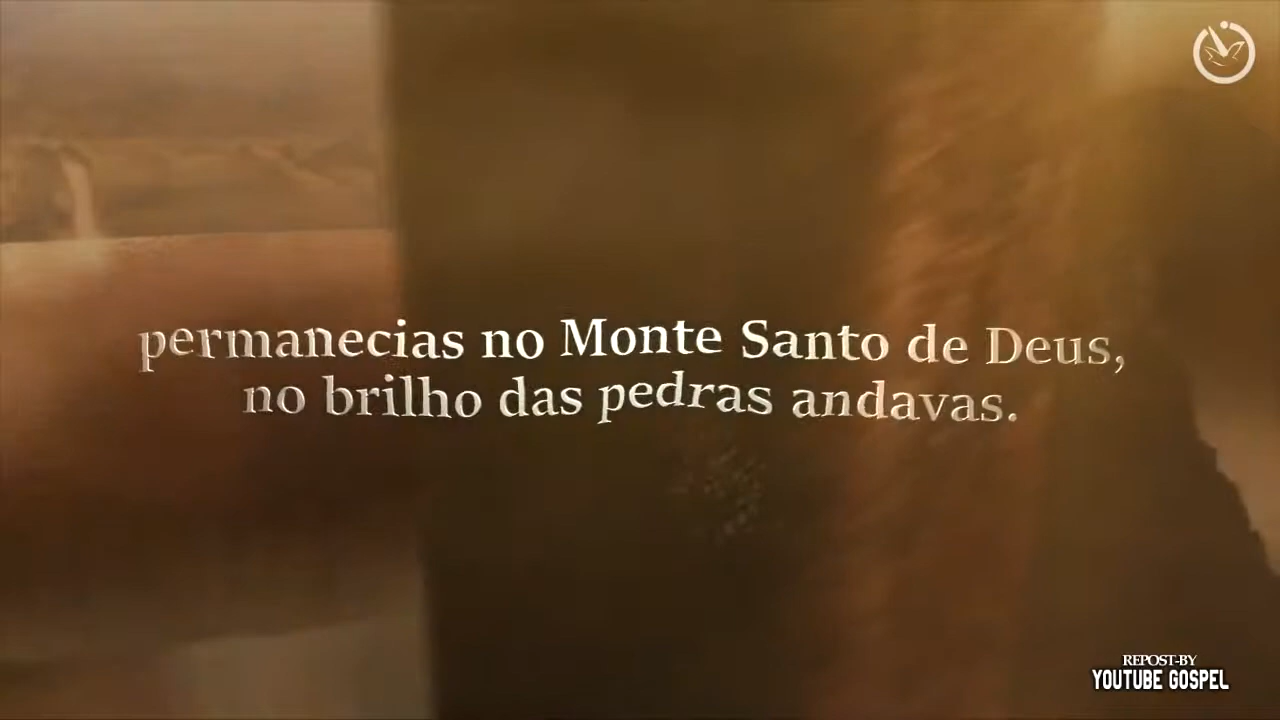 permanecias no Monte Santo de Deus,
no brilho das pedras andavas.
REPOST-BY
YOUTUBE GOSPEL